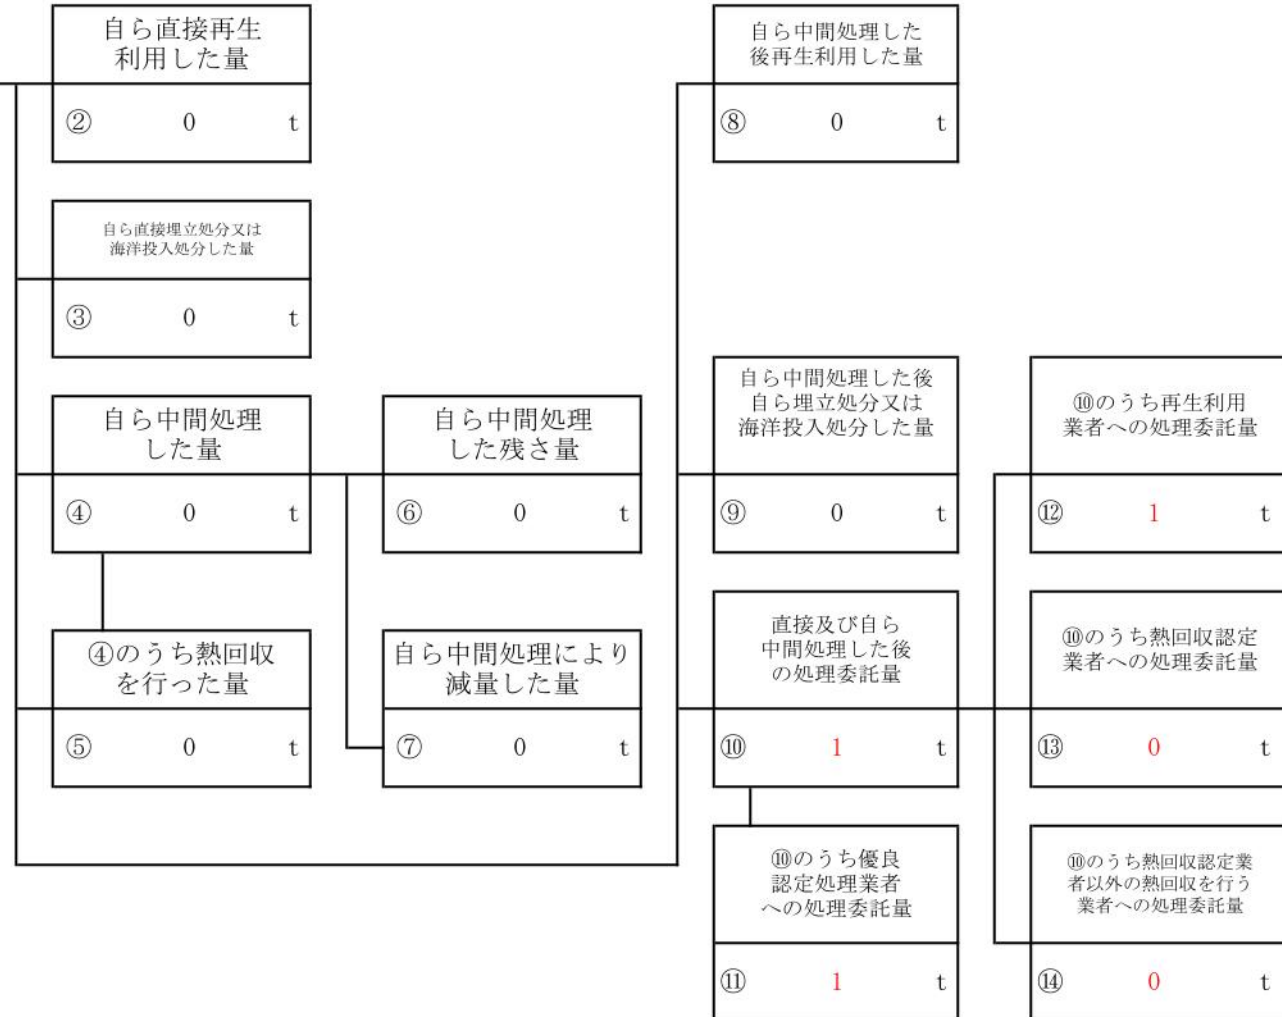 自ら直接再生
利用した量
② 0 t
自ら直接埋立処分又は
海洋投入処分した量
③ 0 t
自ら中間処理
した量
④ 0 t
④のうち熱回収
を行った量
⑤ 0 t
自ら中間処理
した残さ量
⑥ 0 t
自ら中間処理により
減量した量
⑦ 0 t
自ら中間処理した
後再生利用した量
⑧ 0 t
自ら中間処理した後
自ら埋立処分又は
海洋投入処分した量
⑨ 0 t
直接及び自ら
中間処理した後
の処理委託量
⑩ 1 t
⑩のうち優良
認定処理業者
への処理委託量
⑪ 1 t
⑩のうち再生利用
業者への処理委託量
⑫ 1 t
⑩のうち熱回収認定
業者への処理委託量
⑬ 0 t
⑩のうち熱回収認定業
者以外の熱回収を行う
業者への処理委託量
⑭ 0 t